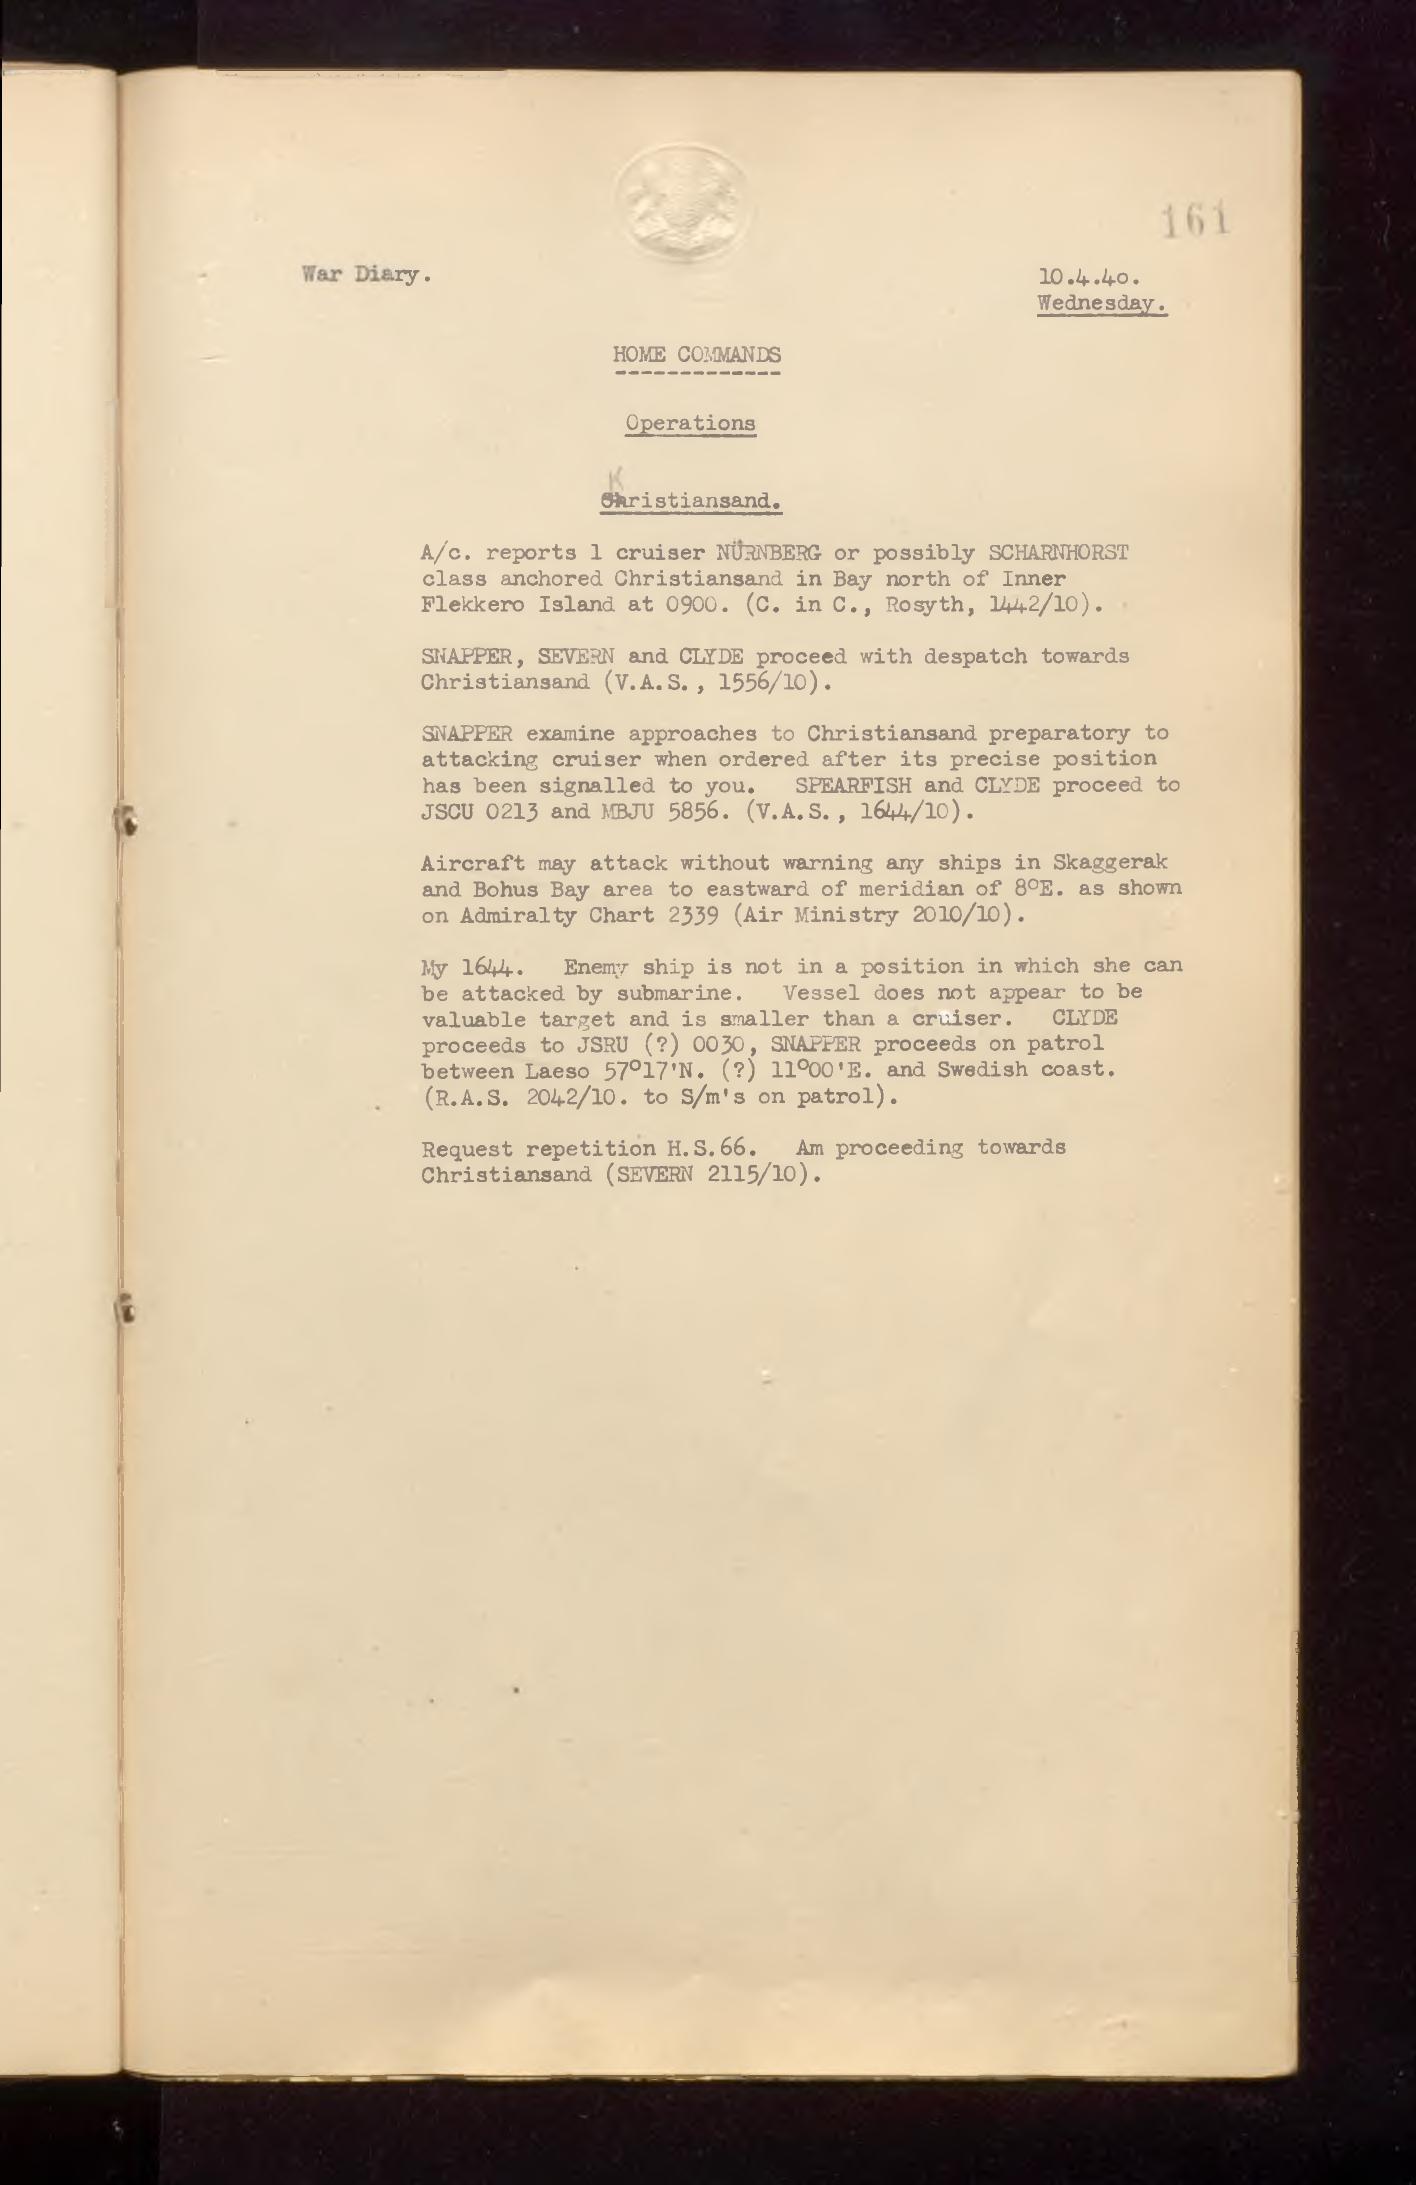 161
War Diary.
10.4.40.
Wednesday.
HOME COMMANDS
Operations
K
Christiansand.
A/c. reports 1 cruiser NÜRNBERG or possibly SCHARNHORST
class anchored Christiansand in Bay north of Inner
Flekkero Island at 0900. (C. in C., Rosyth, 1442/10).
SNAPPER, SEVERN and CLYDE proceed with despatch towards
Christiansand (V.A.S., 1556/10).
SNAPPER examine approaches to Christiansand preparatory to
attacking cruiser when ordered after its precise position
has been signalled to you. SPEARFISH and CLYDE proceed to
JSCU 0213 and MBJU 5856. (V.A.S., 1644/10).
Aircraft may attack without warning any ships in Skaggerak
and Bohus Bay area to eastward of meridian of 8°E. as shown
on Admiralty Chart 2339 (Air Ministry 2010/10).
My 1644. Enemy ship is not in a position in which she can
be attacked by submarine. Vessel does not appear to be
valuable target and is smaller than a cruiser. CLYDE
proceeds to JSRU (?) 0030, SNAPPER proceeds on patrol
between Laeso 57°17'N. (?) 11°00'E. and Swedish coast.
(R.A.S. 2042/10. to S/m's on patrol).
Request repetition H.S.66. Am proceeding towards
Christiansand (SEVERN 2115/10).